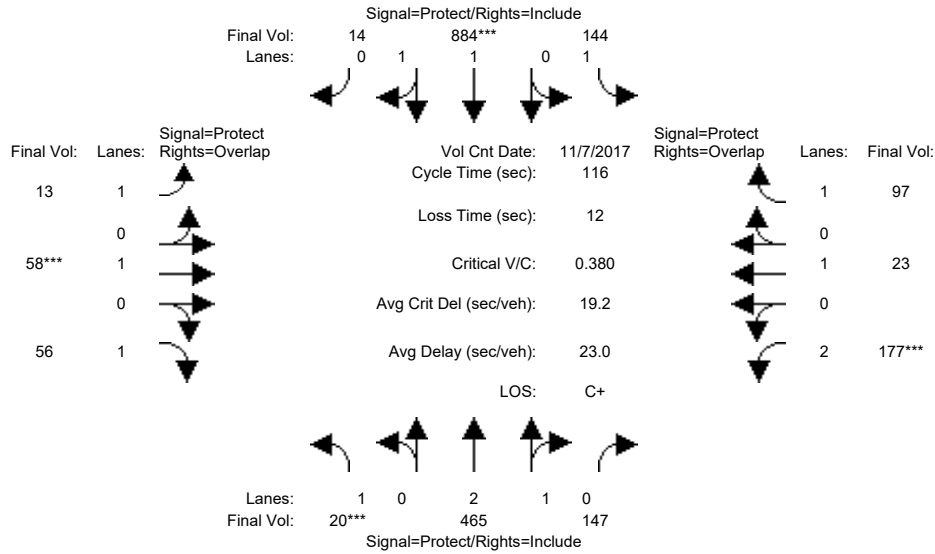 Signal=Protect/Rights=Include
Final Vol: 14 884*** 144
Lanes: 0 1 1 0 1
Signal=Protect
Final Vol: Lanes: Rights=Overlap
Vol Cnt Date: 11/7/2017
Signal=Protect
Rights=Overlap Lanes: Final Vol:
Cycle Time (sec): 116
13 1
1 97
Loss Time (sec): 12
0
0
58*** 1
Critical V/C: 0.380
1 23
0
Avg Crit Del (sec/veh): 19.2
0
56 1
Avg Delay (sec/veh): 23.0
2 177***
LOS: C+
Lanes: 1 0 2 1 0
Final Vol: 20*** 465 147
Signal=Protect/Rights=Include